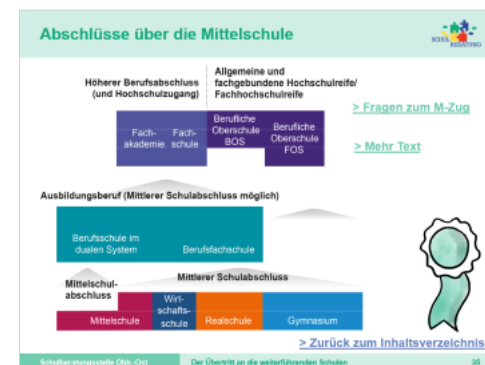 Abschlüsse über die Mittelschule
SCHUL
BERATUNG
Höherer Berufsabschluss
(und Hochschulzugang)
Allgemeine und
fachgebundene Hochschulreife/
Fachhochschulreife
Fach-
akademie
Fach-
schule
Berufliche
Oberschule
BOS
Berufliche
Oberschule
FOS
> Fragen zum M-Zug
> Mehr Text
Ausbildungsberuf (Mittlerer Schulabschluss möglich)
Berufsschule im
dualen System
Berufsfachschule
Mittelschul-
abschluss
Mittlerer Schulabschluss
Mittelschule
Wirt-
schafts-
schule
Realschule
Gymnasium
> Zurück zum Inhaltsverzeichnis
Schulberatungsstelle Obb.-Ost
Der Übertritt an die weiterführenden Schulen
35